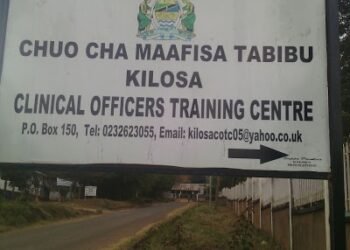 CHUO CHA MAAFISA TABIBU
KILOSA
CLINICAL OFFICERS TRAINING CENTRE
P.O. Box 150, Tel: 0232623055, Email: kilosacotc05@yahoo.co.uk